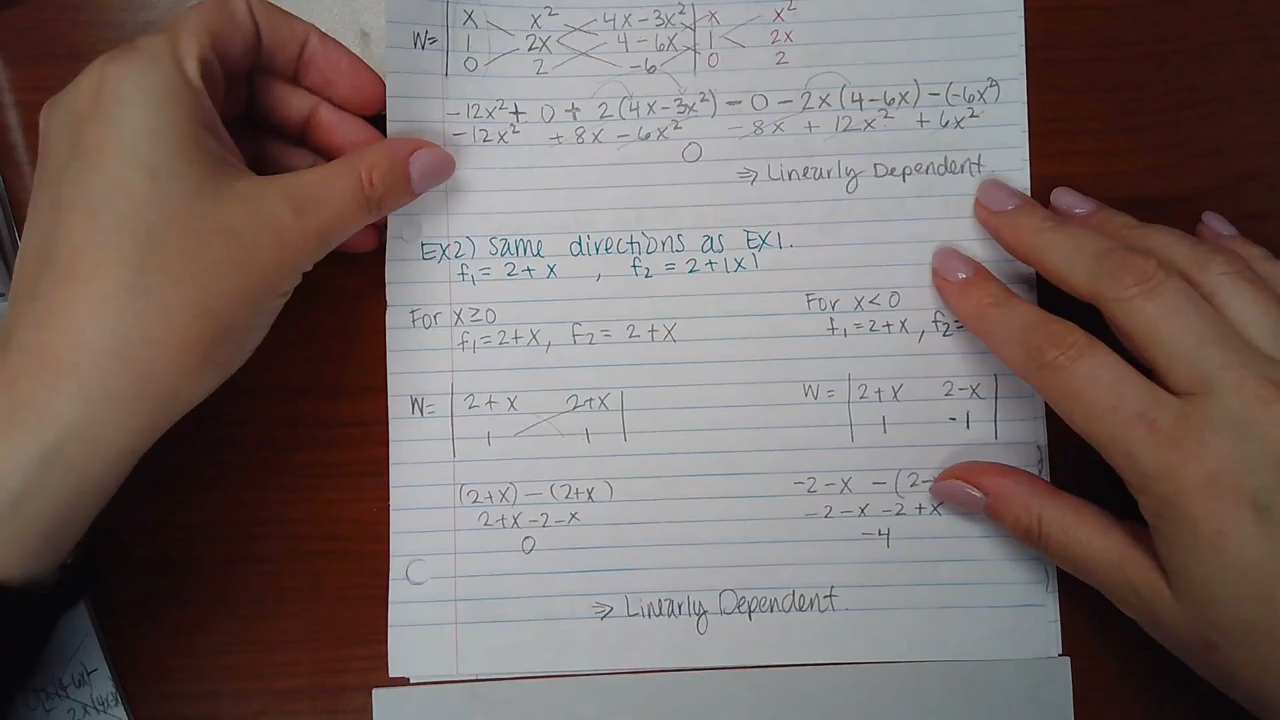 x x² 4x-3x² x x²
W= 1 2x 4-6x 1 2x
0 2 -6 0 2
-12x² + 0 + 2(4x-3x²) - 0 - 2x(4-6x) - (-6x²)
-12x² + 8x - 6x² - 8x + 12x² + 6x²
0
⇒ Linearly Dependent.
EX2) Same directions as EX1.
f₁ = 2+x , f₂ = 2+|x|
For x≥0
f₁=2+x, f₂= 2+x
For x<0
f₁=2+x, f₂=
W= | 2+x 2+x |
1 1
W = | 2+x 2-x |
1 -1
(2+x)-(2+x)
2+x-2-x
0
-2-x -(2-
-2-x-2+x
-4
⇒ Linearly Dependent.